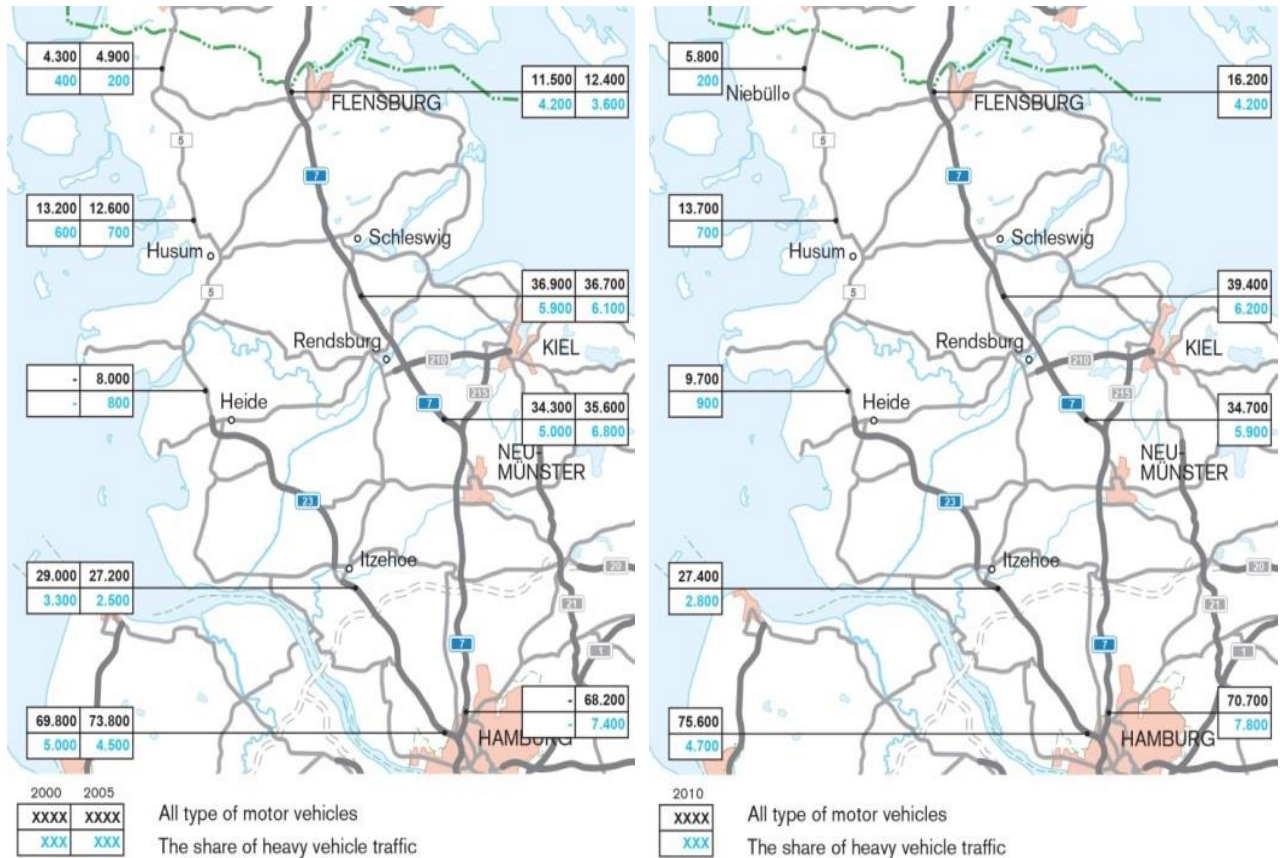 4.300 4.900
400 200
11.500 12.400
4.200 3.600
FLENSBURG
5
7
13.200 12.600
600 700
Schleswig
Husum
5
36.900 36.700
5.900 6.100
Rendsburg
210
KIEL
- 8.000
- 800
7
215
Heide
34.300 35.600
5.000 6.800
NEU-
MÜNSTER
23
Itzehoe
20
29.000 27.200
3.300 2.500
21
7
1
- 68.200
- 7.400
69.800 73.800
5.000 4.500
HAMBURG
2000 2005
XXXX XXXX
XXX XXX
All type of motor vehicles
The share of heavy vehicle traffic
5.800
200
Niebüll
16.200
4.200
FLENSBURG
5
7
13.700
700
Schleswig
Husum
5
39.400
6.200
Rendsburg
210
KIEL
9.700
900
7
215
Heide
34.700
5.900
NEU-
MÜNSTER
23
Itzehoe
20
27.400
2.800
21
7
1
70.700
7.800
75.600
4.700
HAMBURG
2010
XXXX
XXX
All type of motor vehicles
The share of heavy vehicle traffic